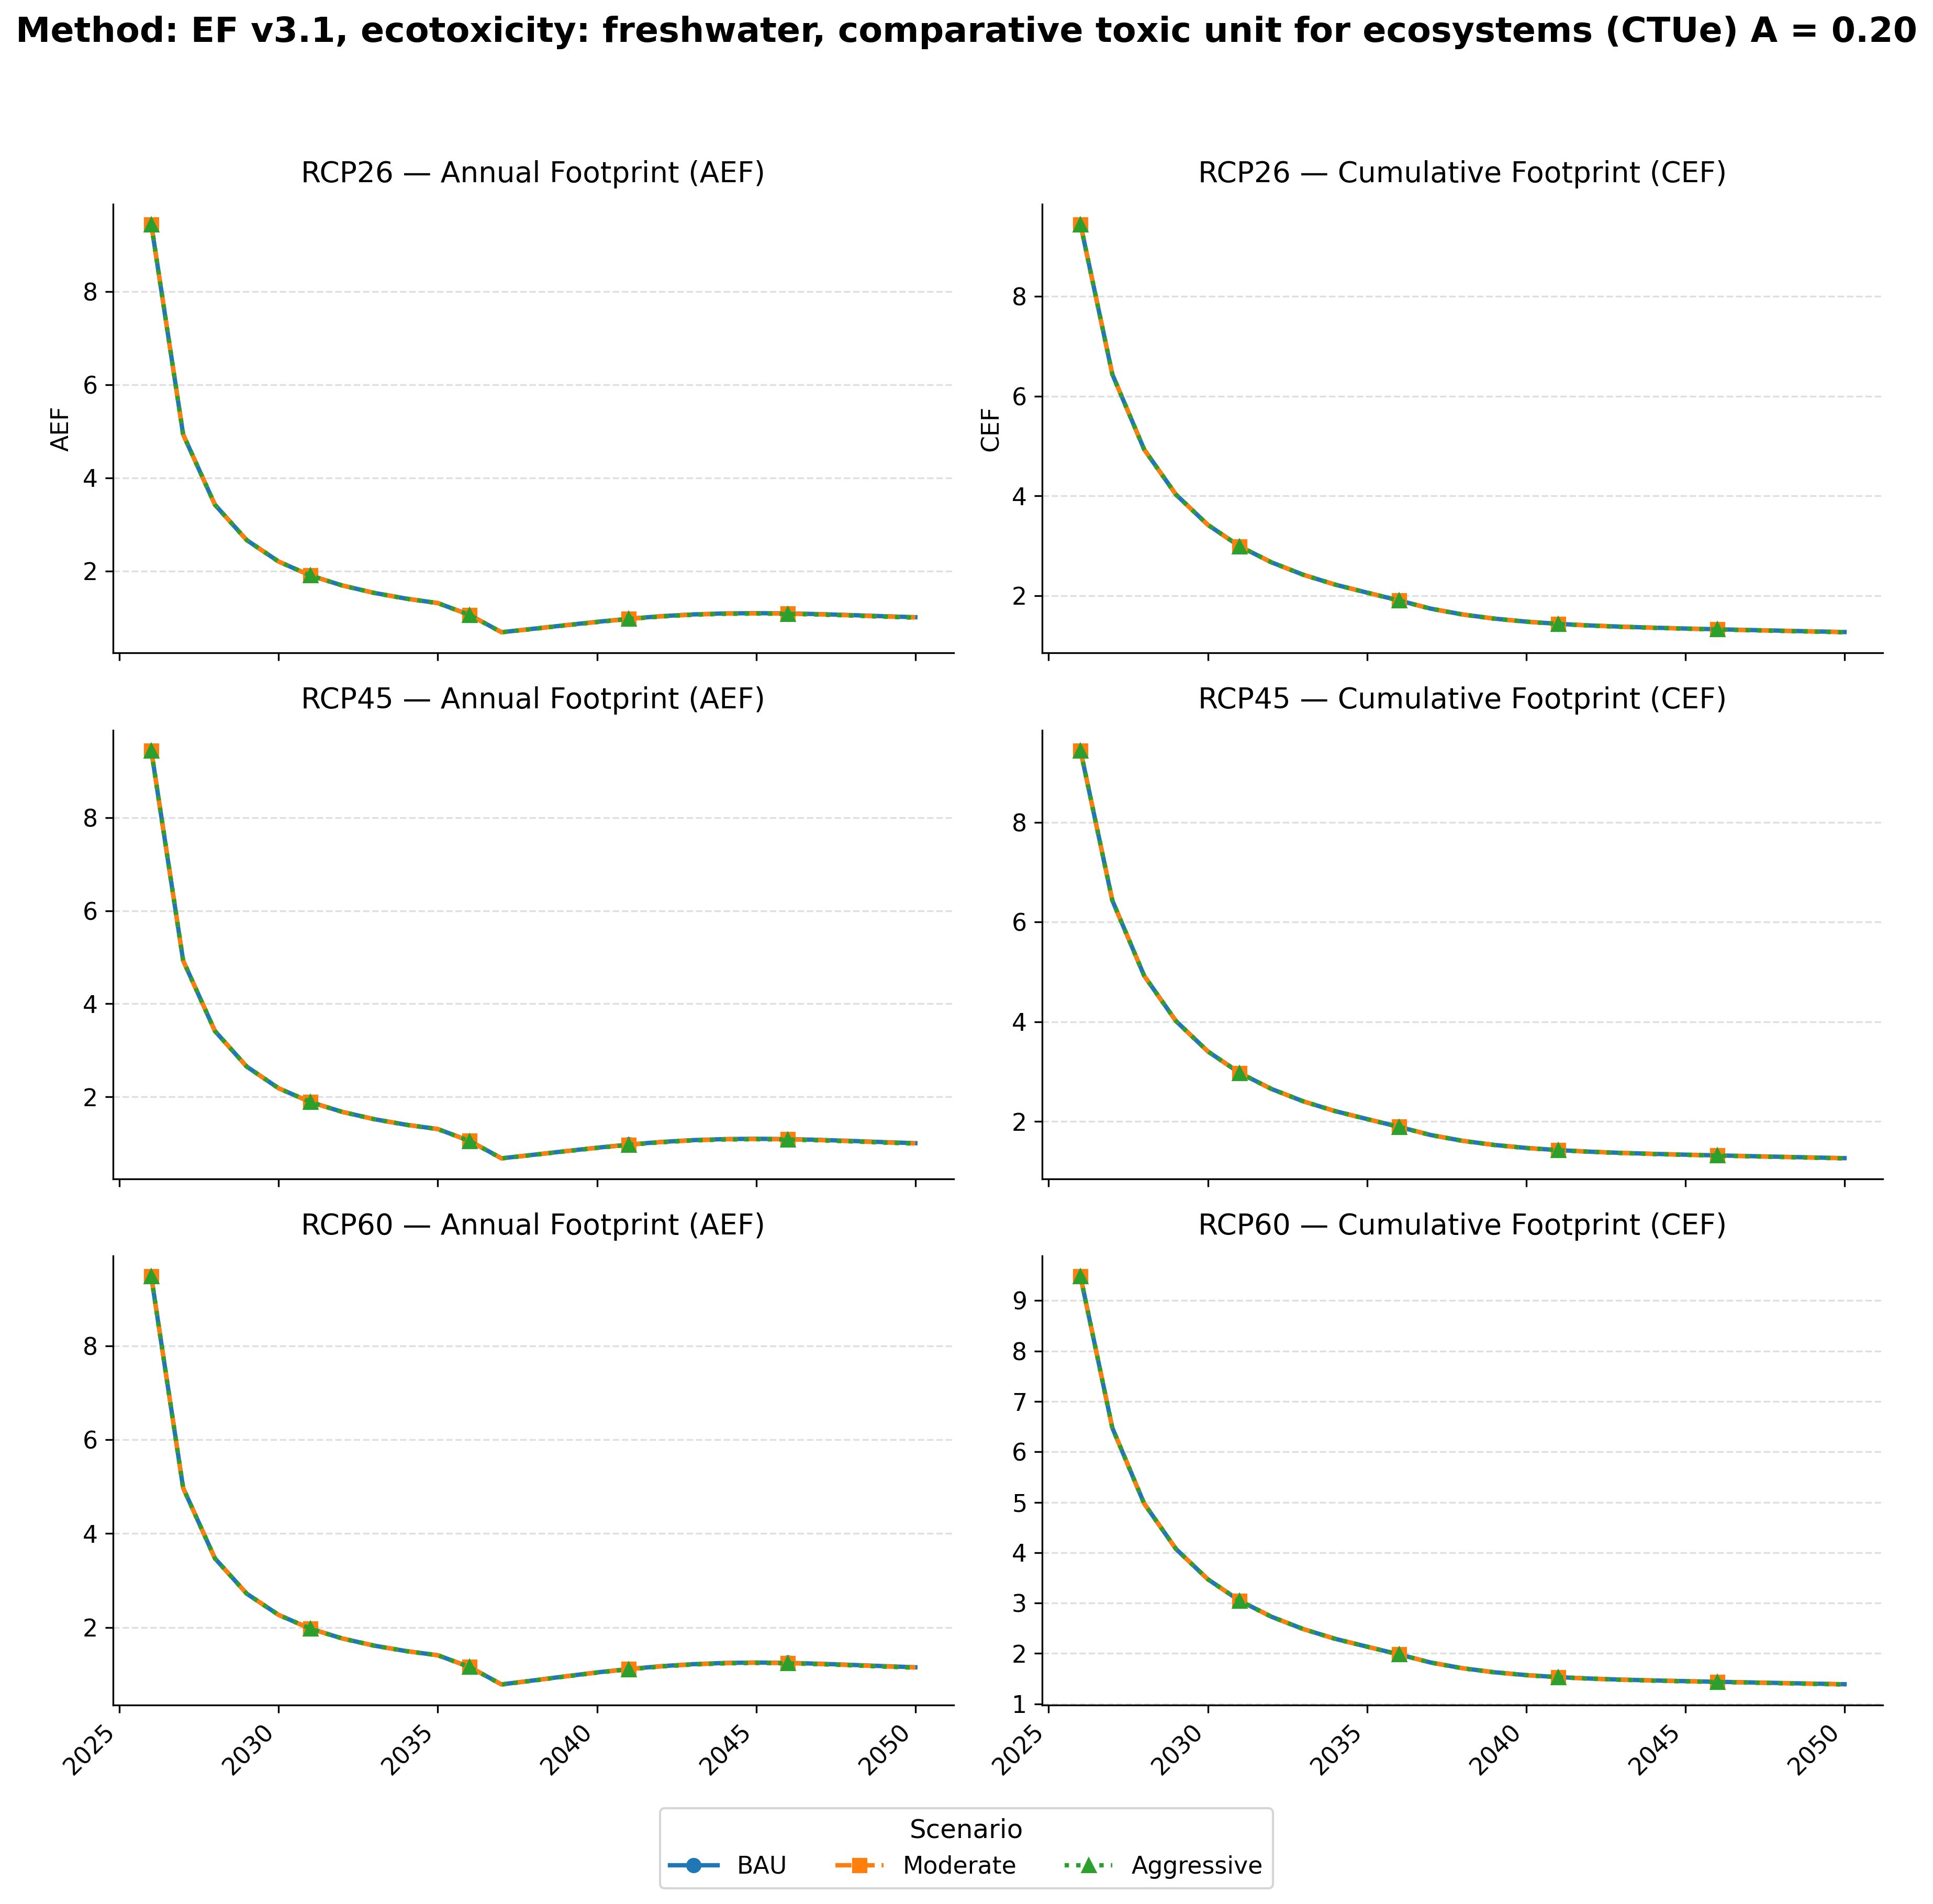 Method: EF v3.1, ecotoxicity: freshwater, comparative toxic unit for ecosystems (CTUe) A = 0.20
RCP26 — Annual Footprint (AEF)
AEF
8
6
4
2
RCP26 — Cumulative Footprint (CEF)
CEF
8
6
4
2
RCP45 — Annual Footprint (AEF)
8
6
4
2
RCP45 — Cumulative Footprint (CEF)
8
6
4
2
RCP60 — Annual Footprint (AEF)
8
6
4
2
2025 2030 2035 2040 2045 2050
RCP60 — Cumulative Footprint (CEF)
9
8
7
6
5
4
3
2
1
2025 2030 2035 2040 2045 2050
Scenario
BAU Moderate Aggressive